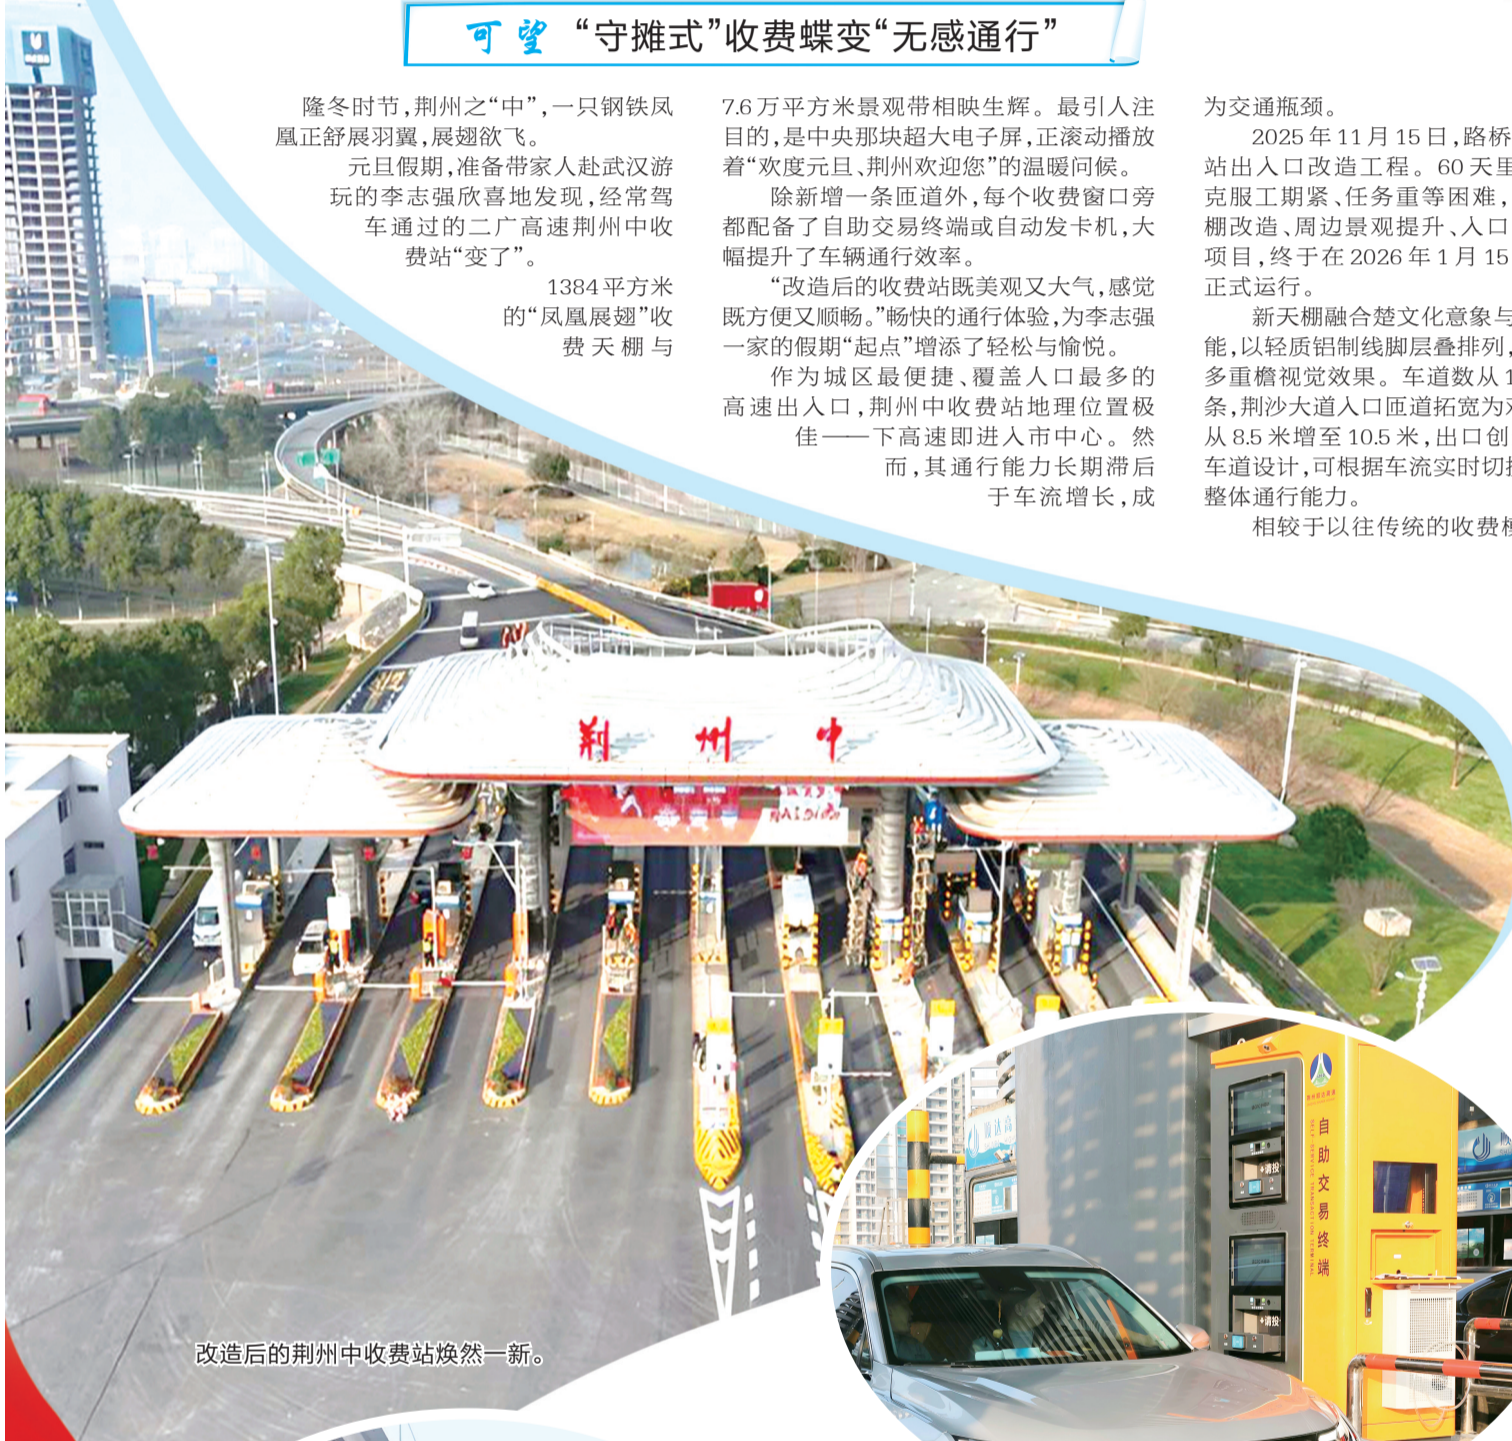 可望“守摊式”收费蝶变“无感通行”
隆冬时节,荆州之“中”,一只钢铁凤
凰正舒展羽翼,展翅欲飞。
元旦假期,准备带家人赴武汉游
玩的李志强欣喜地发现,经常驾
车通过的二广高速荆州中收
费站“变了”。
1384平方米
的“凤凰展翅”收
费天棚与
7.6万平方米景观带相映生辉。最引人注
目的,是中央那块超大电子屏,正滚动播放
着“欢度元旦、荆州欢迎您”的温暖问候。
除新增一条匝道外,每个收费窗口旁
都配备了自助交易终端或自动发卡机,大
幅提升了车辆通行效率。
“改造后的收费站既美观又大气,感觉
既方便又顺畅。”畅快的通行体验,为李志强
一家的假期“起点”增添了轻松与愉悦。
作为城区最便捷、覆盖人口最多的
高速出入口,荆州中收费站地理位置极
佳——下高速即进入市中心。然
而,其通行能力长期滞后
于车流增长,成
为交通瓶颈。
2025年11月15日,路桥
站出入口改造工程。60天里
克服工期紧、任务重等困难,
棚改造、周边景观提升、入口
项目,终于在2026年1月15
正式运行。
新天棚融合楚文化意象与
能,以轻质铝制线脚层叠排列,
多重檐视觉效果。车道数从1
条,荆沙大道入口匝道拓宽为
从8.5米增至10.5米,出口创
车道设计,可根据车流实时切
整体通行能力。
相较于以往传统的收费
荆州中
自助交易终端
SELF-SERVICE TRANSACTION TERMINAL
请投
请投
改造后的荆州中收费站焕然一新。